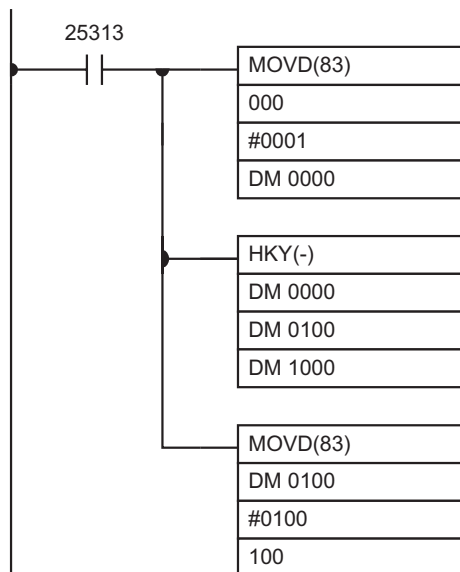 25313
MOVD(83)
000
#0001
DM 0000
HKY(-)
DM 0000
DM 0100
DM 1000
MOVD(83)
DM 0100
#0100
100